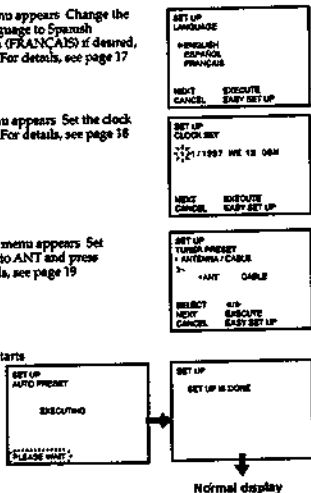 nu appears Change the
guage to Spanish
(FRANÇAIS) if desired,
For details, see page 17
SET UP
LANGUAGE
ENGLISH
ESPAÑOL
FRANÇAIS
NEXT EXECUTE
CANCEL EASY SET UP
nu appears Set the clock
For details, see page 18
SET UP
CLOCK SET
1/1997 WE 12
NEXT EXECUTE
CANCEL EASY SET UP
menu appears Set
to ANT and press
ls, see page 19
SET UP
TUNER PRESET
ANTENNA / CABLE
ANT CABLE
SELECT
NEXT EXECUTE
CANCEL EASY SET UP
tarts
SET UP
AUTO PRESET
EXECUTING
PLEASE WAIT
SET UP
SET UP IS DONE
Normal display